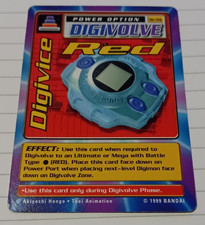 POWER OPTION
DIGIVOLVE
Red
Digivice
EFFECT: Use this card when required to
Digivolve to an Ultimate or Mega with Battle
Type (RED). Place this card face down on
Power Port when placing next-level Digimon face
down on Digivolve Zone.
•Use this card only during Digivolve Phase.
© Akiyoshi Hongo • Toei Animation
© 1999 BANDAI